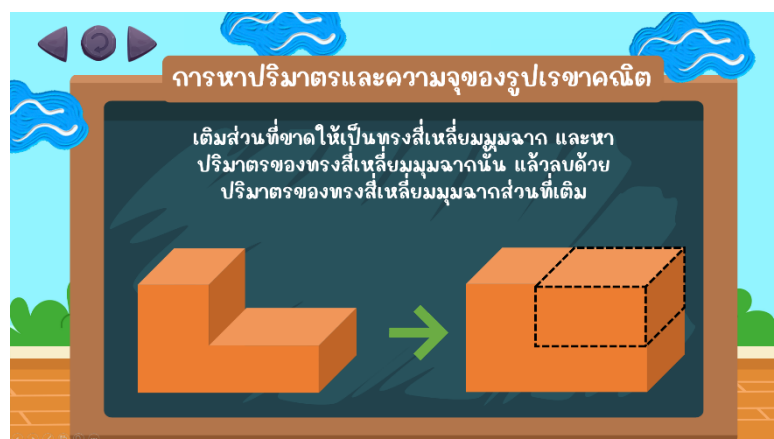 การหาปริมาตรและความจุของรูปเรขาคณิต
เติมส่วนที่ขาดให้เป็นทรงสี่เหลี่ยมมุมฉาก และหา
ปริมาตรของทรงสี่เหลี่ยมมุมฉากนั้น แล้วลบด้วย
ปริมาตรของทรงสี่เหลี่ยมมุมฉากส่วนที่เติม